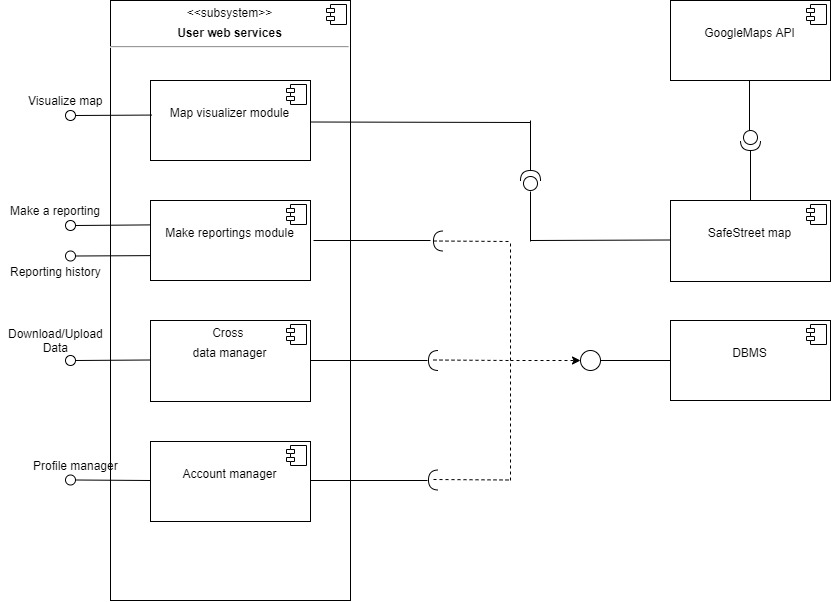 <<subsystem>>
User web services
GoogleMaps API
Visualize map
Map visualizer module
Make a reporting
Make reportings module
SafeStreet map
Reporting history
Download/Upload
Data
Cross
data manager
DBMS
Profile manager
Account manager